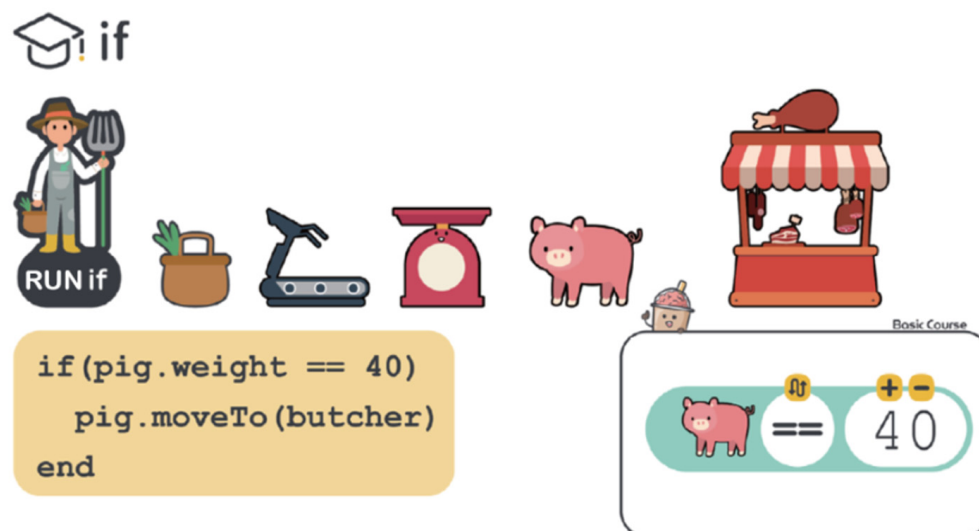 if
RUN if
if(pig.weight == 40)
pig.moveTo(butcher)
end
Basic Course
== 40